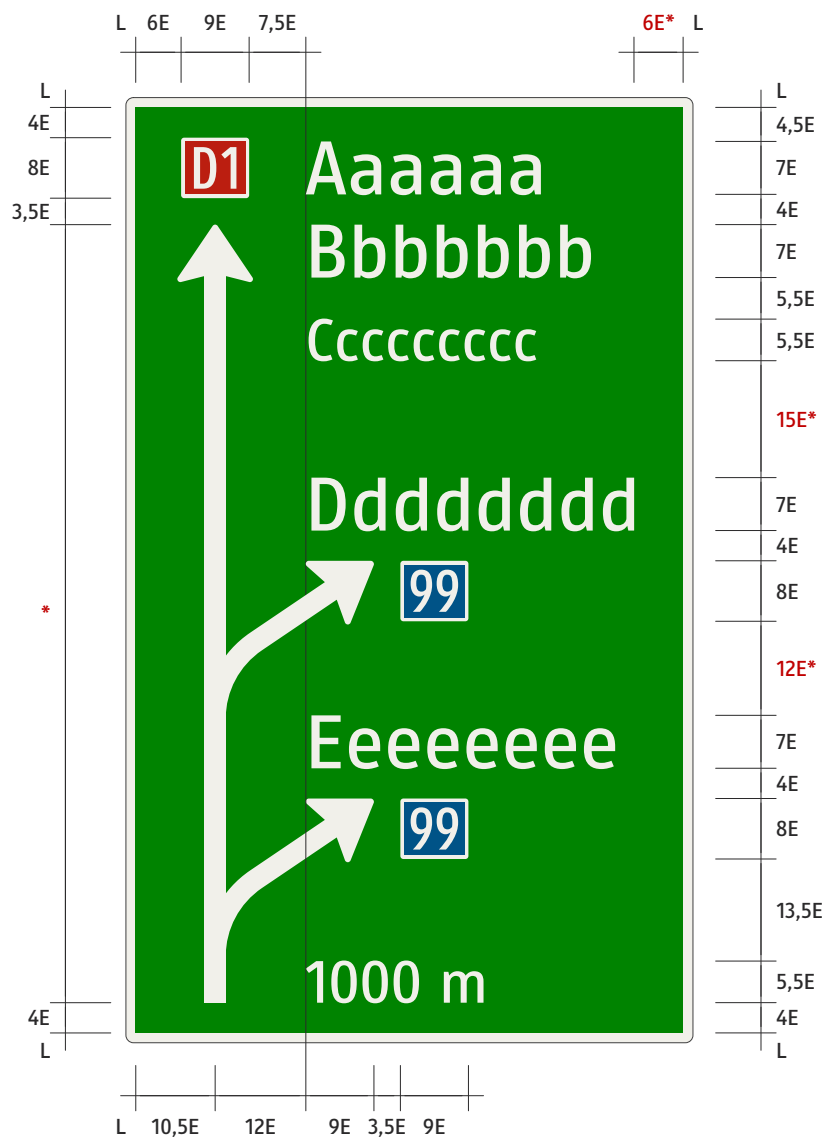 L 6E 9E 7,5E 6E* L
L L
4E 4,5E
8E D1 Aaaaaa 7E
3,5E 4E
Bbbbbbb 7E
5,5E
Ccccccccc 5,5E
15E*
Ddddddddd 7E
4E
99 8E
*
12E*
Eeeeeeee 7E
4E
99 8E
13,5E
1000 m 5,5E
4E 4E
L L
L 10,5E 12E 9E 3,5E 9E